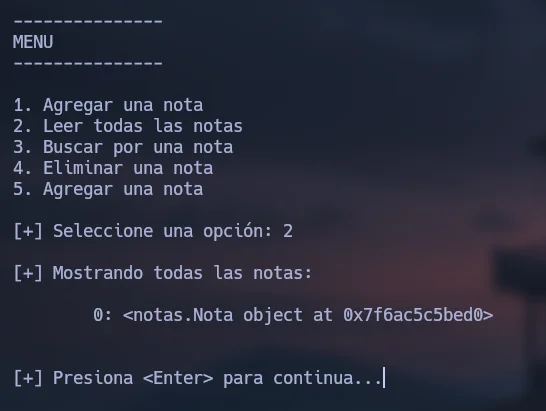 ---------------
MENU
---------------
1. Agregar una nota
2. Leer todas las notas
3. Buscar por una nota
4. Eliminar una nota
5. Agregar una nota
[+] Seleccione una opción: 2
[+] Mostrando todas las notas:
0: <notas.Nota object at 0x7f6ac5c5bed0>
[+] Presiona <Enter> para continua...